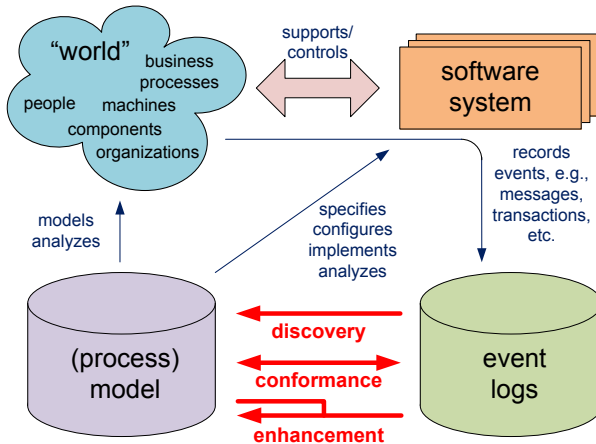 “world”
business
processes
people
machines
components
organizations
supports/
controls
software
system
records
events, e.g.,
messages,
transactions,
etc.
models
analyzes
specifies
configures
implements
analyzes
(process)
model
discovery
conformance
enhancement
event
logs